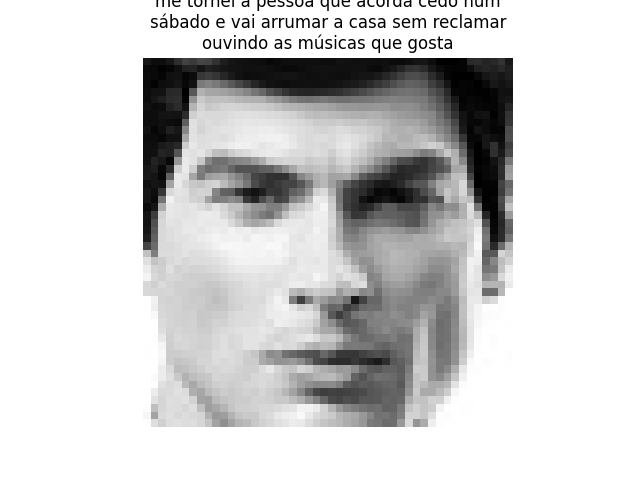 me tornei a pessoa que acorda cedo num
sábado e vai arrumar a casa sem reclamar
ouvindo as músicas que gosta